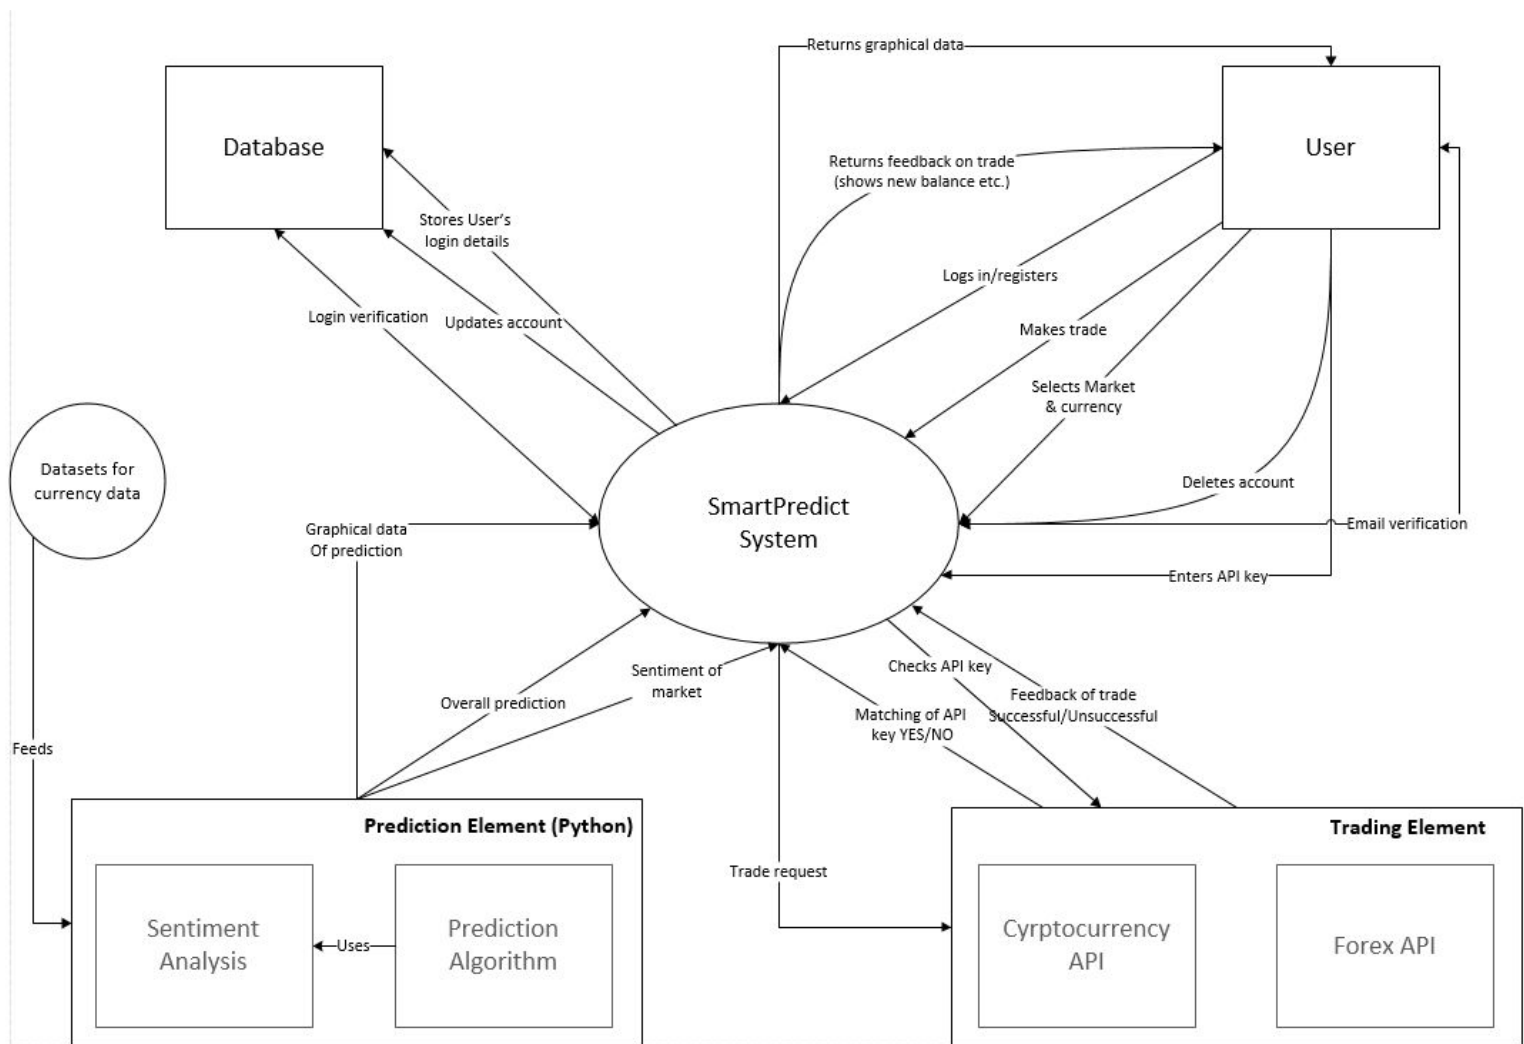 Returns graphical data
Database
User
Returns feedback on trade
(shows new balance etc.)
Stores User's
login details
Logs in/registers
Login verification
Updates account
Makes trade
Selects Market
& currency
Datasets for
currency data
Deletes account
SmartPredict
System
Graphical data
Of prediction
Email verification
Enters API key
Sentiment of
market
Checks API key
Overall prediction
Feedback of trade
Successful/Unsuccessful
Matching of API
key YES/NO
Feeds
Prediction Element (Python)
Trading Element
Trade request
Sentiment
Analysis
Uses
Prediction
Algorithm
Cyrptocurrency
API
Forex API